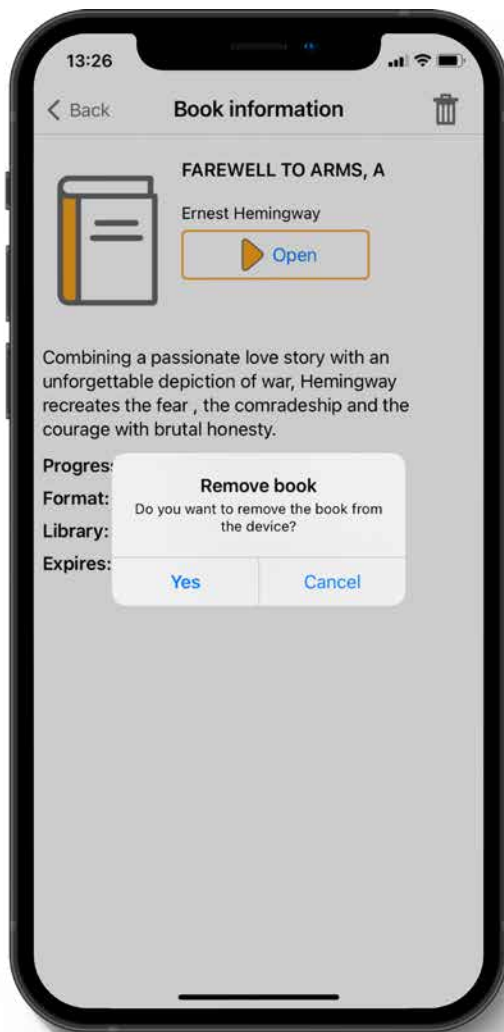 13:26
Back
Book information
FAREWELL TO ARMS, A
Ernest Hemingway
Open
Combining a passionate love story with an
unforgettable depiction of war, Hemingway
recreates the fear , the comradeship and the
courage with brutal honesty.
Format:
Library:
Expires:
Remove book
Do you want to remove the book from
the device?
Yes
Cancel